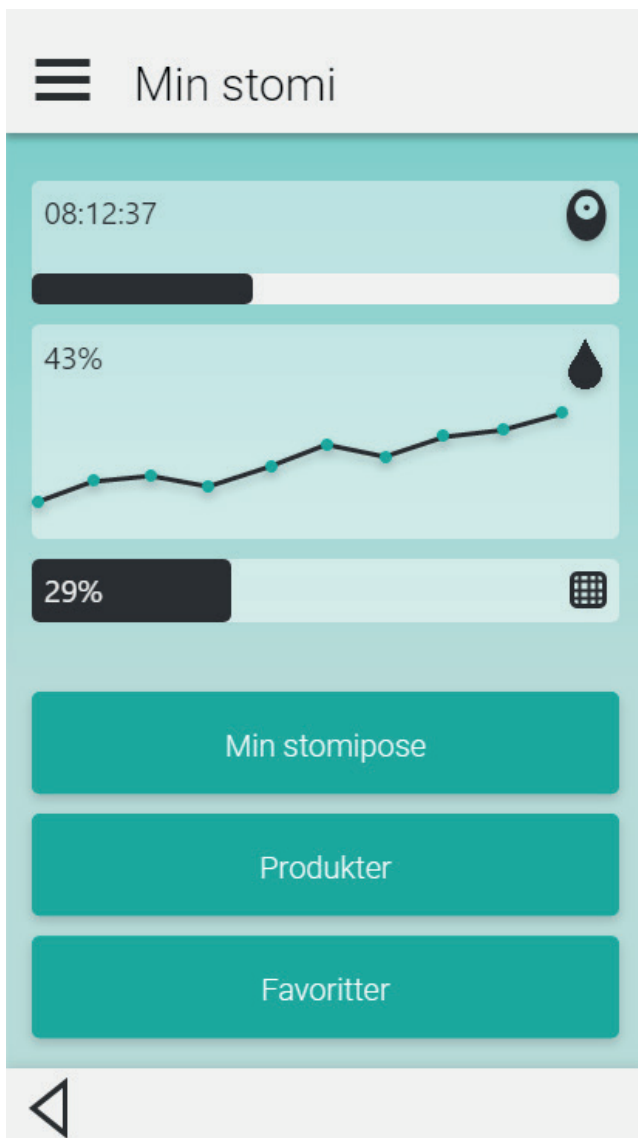 Min stomi
08:12:37
43%
29%
Min stomipose
Produkter
Favoritter